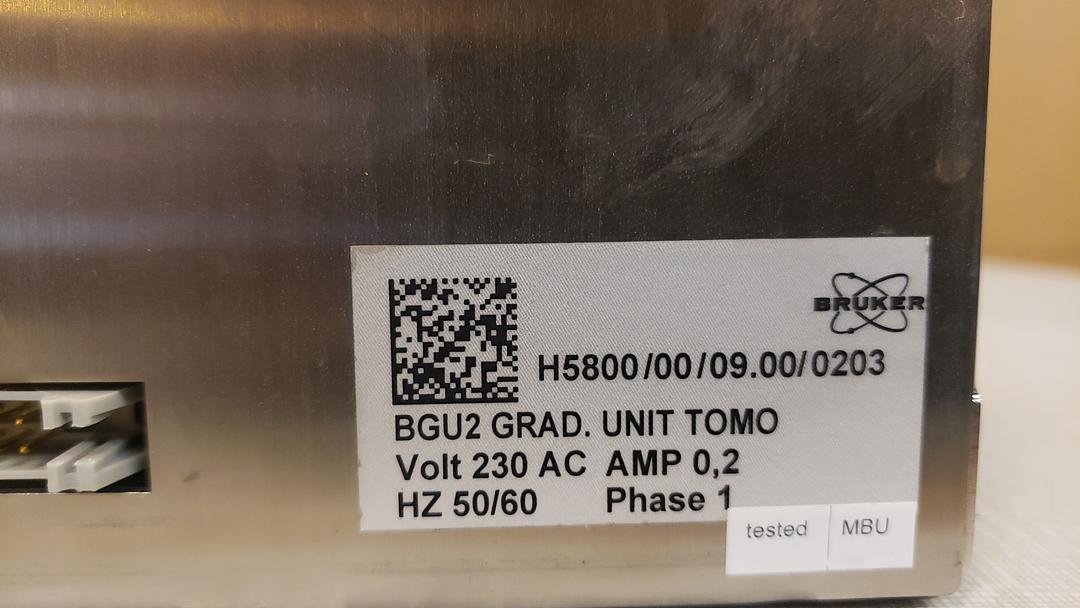 BRUKER
H5800/00/09.00/0203
BGU2 GRAD. UNIT TOMO
Volt 230 AC AMP 0,2
HZ 50/60 Phase 1
tested MBU